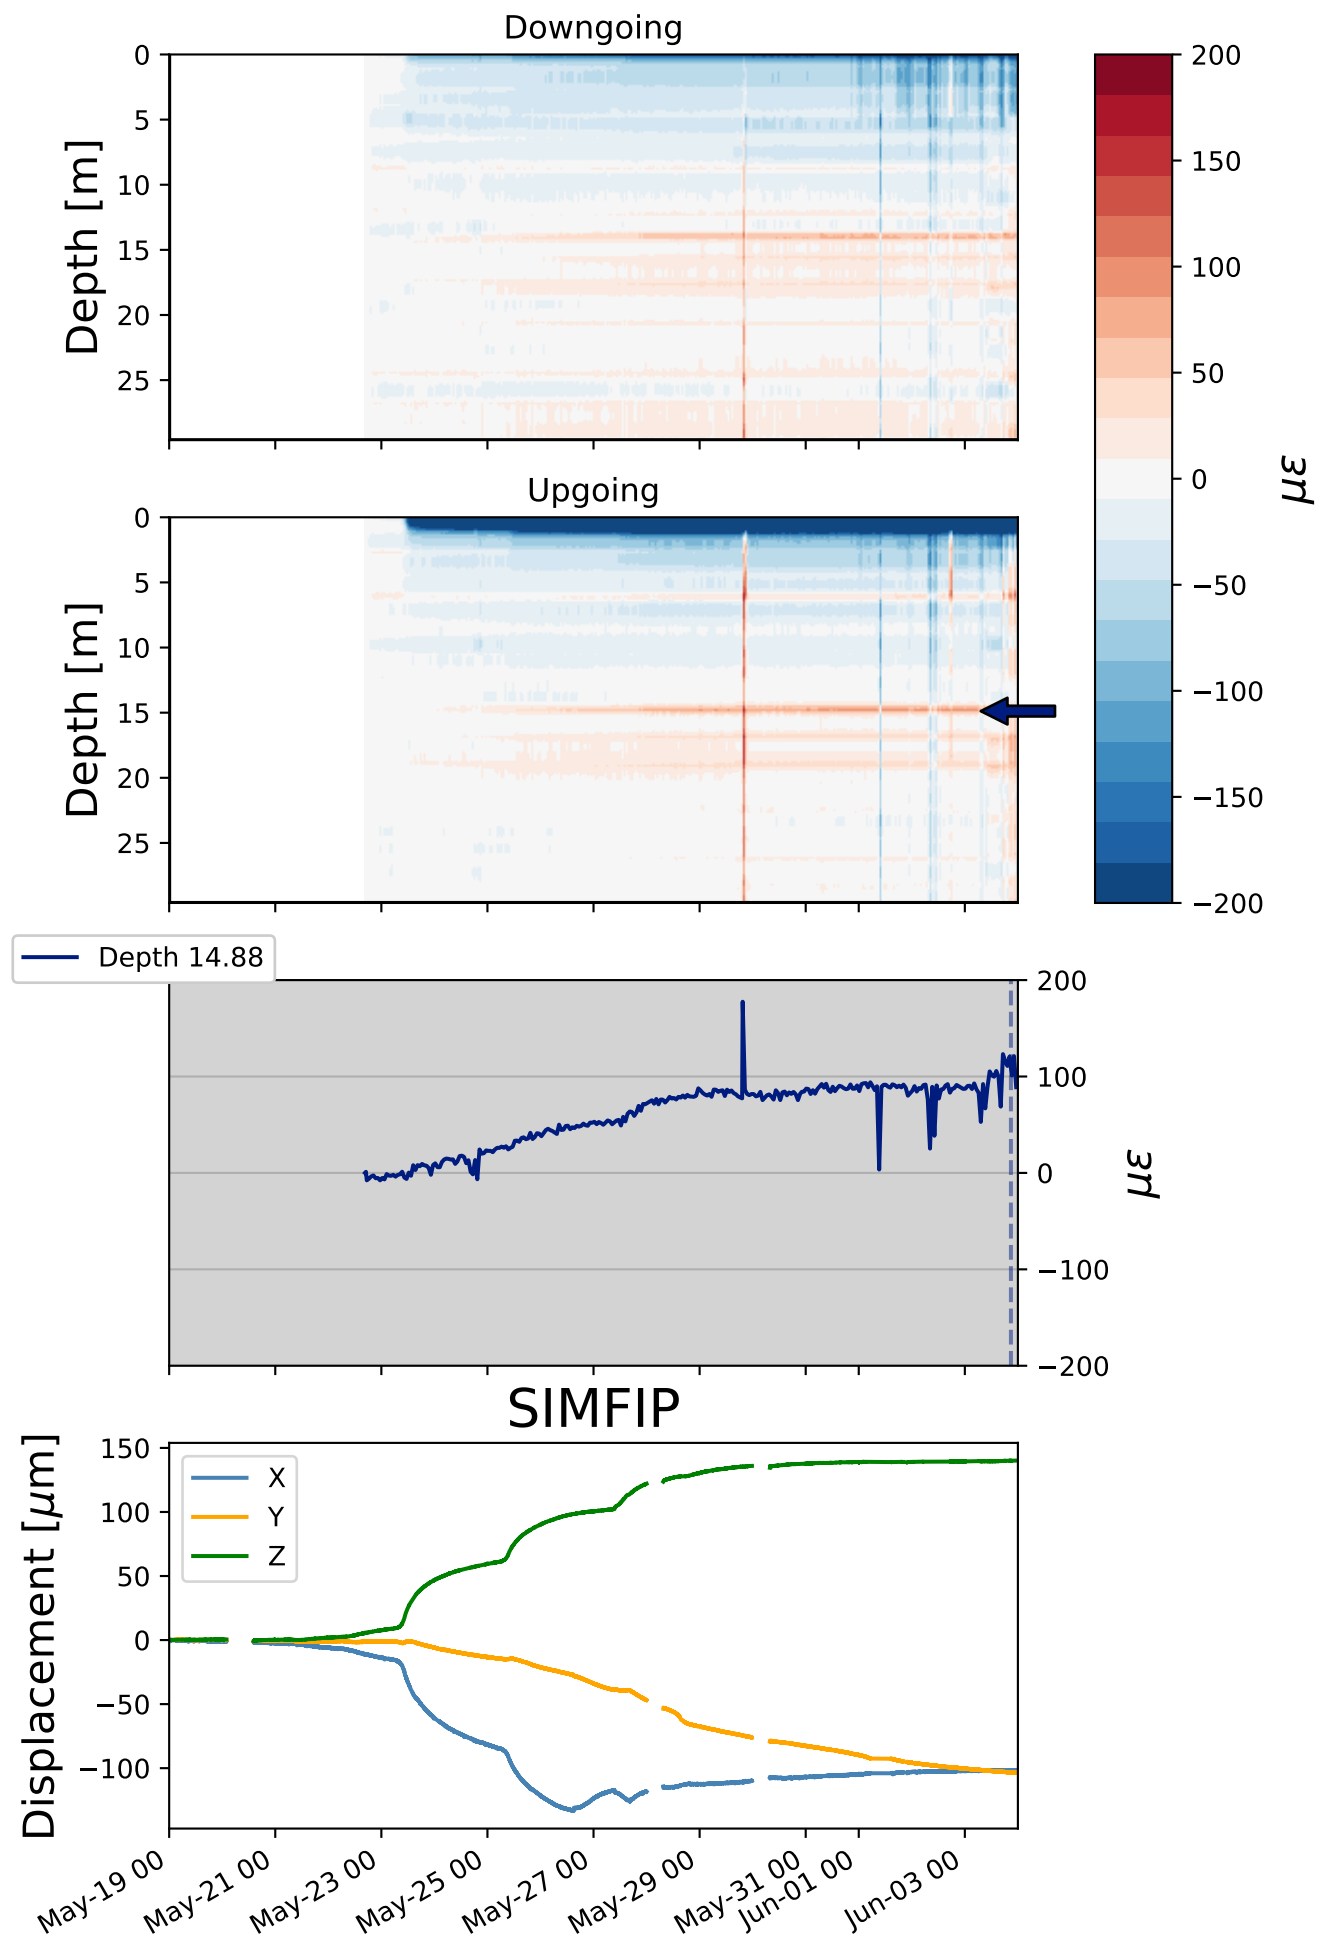 Downgoing
0
5
10
15
20
25
Depth [m]
200
150
100
50
0
−50
−100
−150
−200
με
Upgoing
0
5
10
15
20
25
Depth [m]
Depth 14.88
200
100
0
−100
−200
με
SIMFIP
150
100
50
0
−50
−100
Displacement [μm]
X
Y
Z
May-19 00
May-21 00
May-23 00
May-25 00
May-27 00
May-29 00
May-31 00
Jun-01 00
Jun-03 00